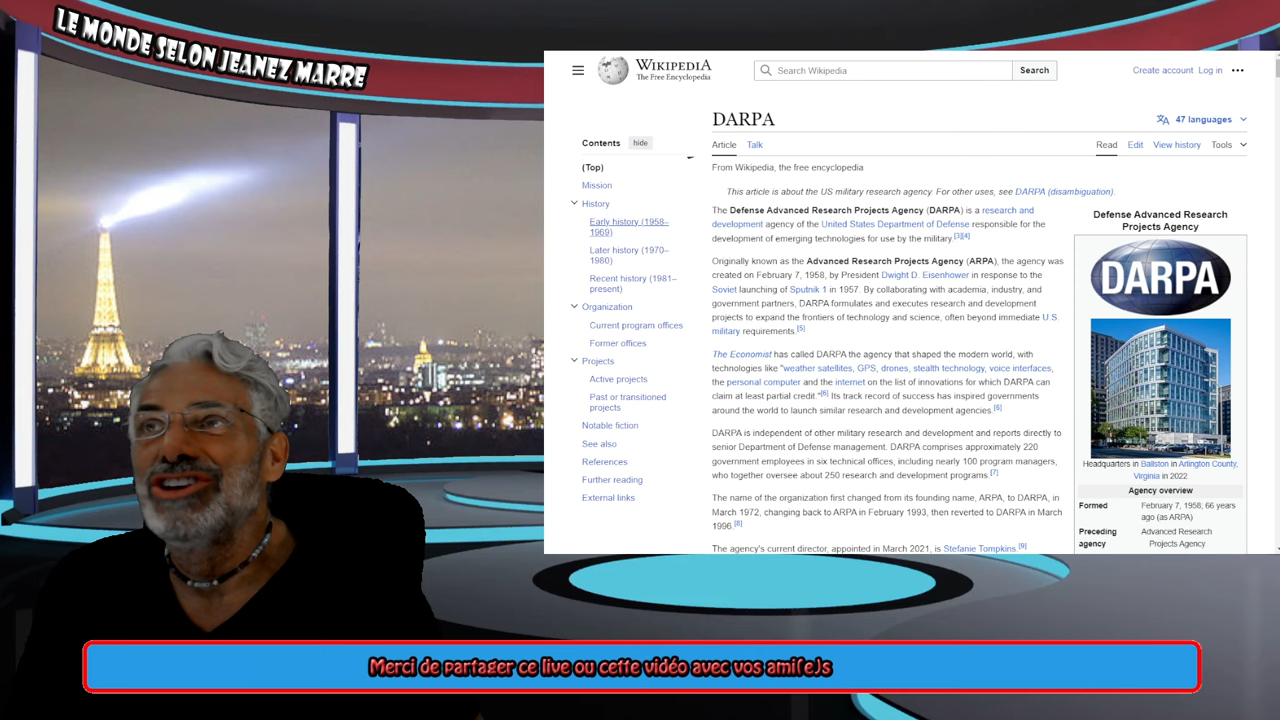 LE MONDE SELON JEANEZ MARRE
WIKIPEDIA
The Free Encyclopedia
Search Wikipedia
Search
Create account Log in
DARPA
47 languages
Article Talk
Read Edit View history Tools
From Wikipedia, the free encyclopedia
Contents hide
(Top)
Mission
History
Early history (1958–
1969)
Later history (1970–
1980)
Recent history (1981–
present)
Organization
Current program offices
Former offices
Projects
Active projects
Past or transitioned
projects
Notable fiction
See also
References
Further reading
External links
This article is about the US military research agency. For other uses, see DARPA (disambiguation).
The Defense Advanced Research Projects Agency (DARPA) is a research and
development agency of the United States Department of Defense responsible for the
development of emerging technologies for use by the military.[3][4]
Originally known as the Advanced Research Projects Agency (ARPA), the agency was
created on February 7, 1958, by President Dwight D. Eisenhower in response to the
Soviet launching of Sputnik 1 in 1957. By collaborating with academia, industry, and
government partners, DARPA formulates and executes research and development
projects to expand the frontiers of technology and science, often beyond immediate U.S.
military requirements.[5]
The Economist has called DARPA the agency that shaped the modern world, with
technologies like "weather satellites, GPS, drones, stealth technology, voice interfaces,
the personal computer and the internet on the list of innovations for which DARPA can
claim at least partial credit."[6] Its track record of success has inspired governments
around the world to launch similar research and development agencies.[6]
DARPA is independent of other military research and development and reports directly to
senior Department of Defense management. DARPA comprises approximately 220
government employees in six technical offices, including nearly 100 program managers,
who together oversee about 250 research and development programs.[7]
The name of the organization first changed from its founding name, ARPA, to DARPA, in
March 1972, changing back to ARPA in February 1993, then reverted to DARPA in March
1996.[8]
The agency's current director, appointed in March 2021, is Stefanie Tompkins.[9]
Defense Advanced Research
Projects Agency
DARPA
Headquarters in Ballston in Arlington County,
Virginia in 2022
Agency overview
Formed February 7, 1958; 66 years
ago (as ARPA)
Preceding Advanced Research
agency Projects Agency
Merci de partager ce live ou cette vidéo avec vos ami(e)s